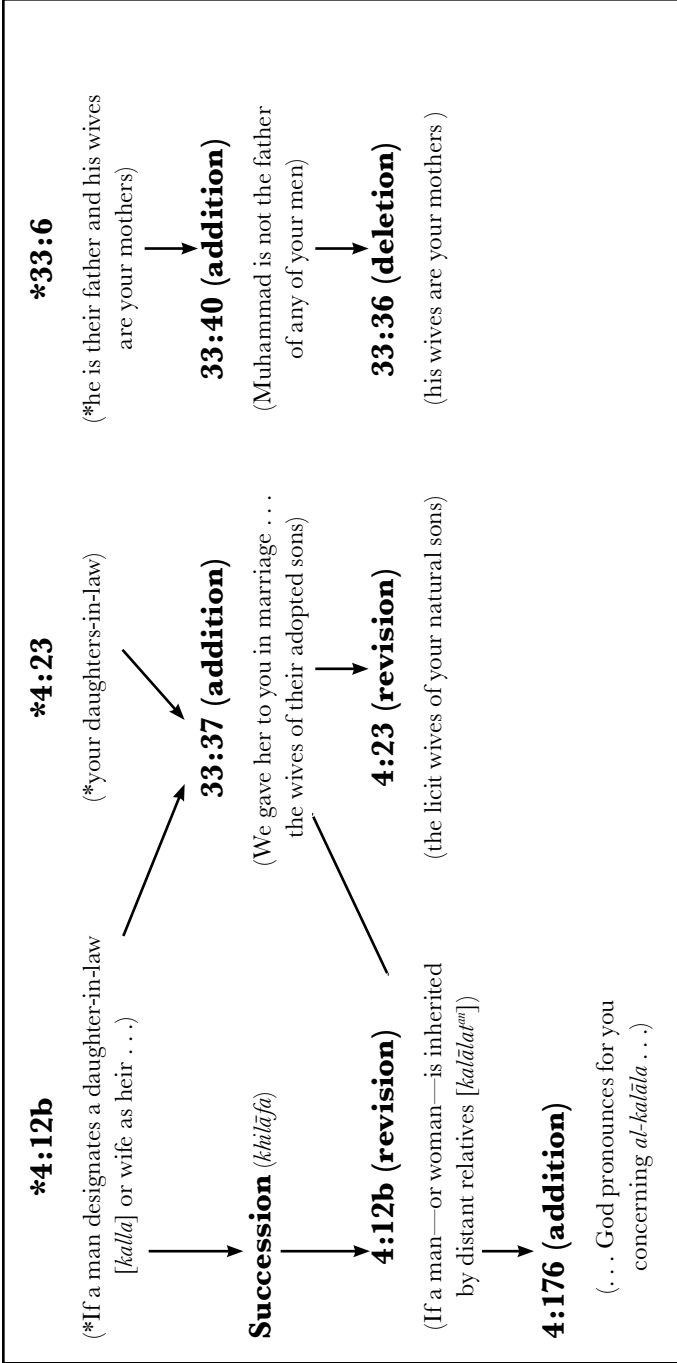 *4:12b
(*If a man designates a daughter-in-law
[kalla] or wife as heir . . .)
Succession (khilāfa)
4:12b (revision)
(If a man—or woman—is inherited
by distant relatives [kalālatᵃⁿ])
4:176 (addition)
(. . . God pronounces for you
concerning al-kalāla . . .)
*4:23
(*your daughters-in-law)
33:37 (addition)
(We gave her to you in marriage . . .
the wives of their adopted sons)
4:23 (revision)
(the licit wives of your natural sons)
*33:6
(*he is their father and his wives
are your mothers)
33:40 (addition)
(Muhammad is not the father
of any of your men)
33:36 (deletion)
(his wives are your mothers )